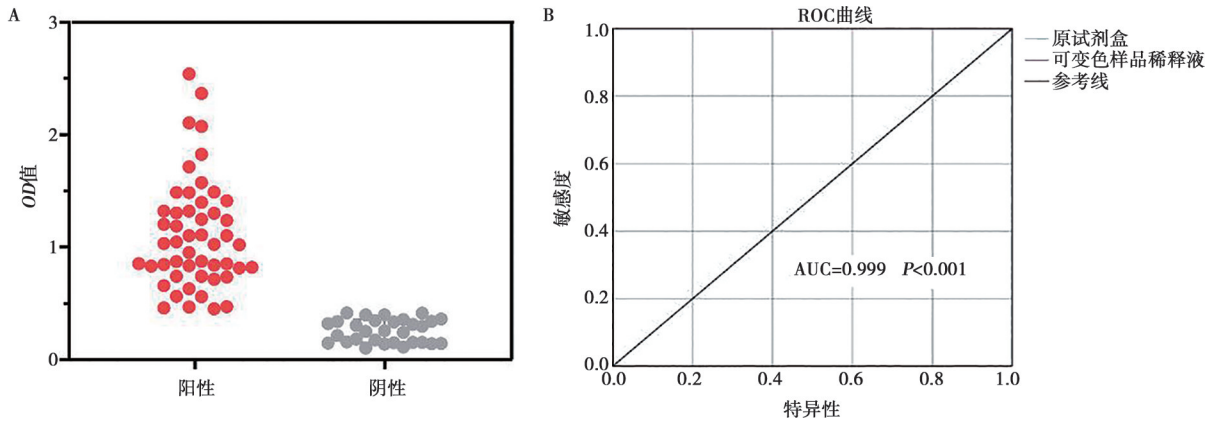 A
3
2
1
0
OD值
阳性
阴性
B
ROC曲线
1.0
0.8
0.6
0.4
0.2
0.0
敏感度
AUC=0.999 P<0.001
0.0
0.2
0.4
0.6
0.8
1.0
特异性
原试剂盒
可变色样品稀释液
参考线